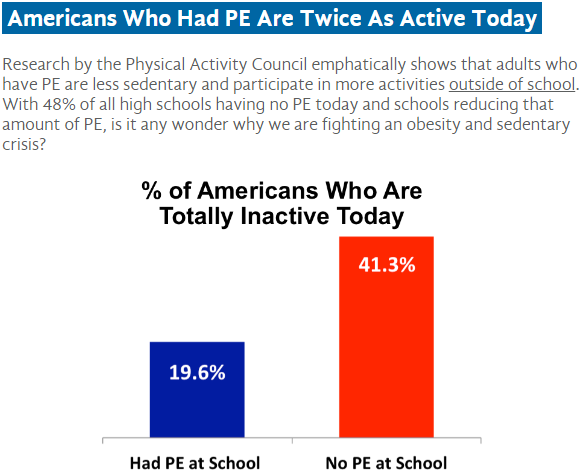 Americans Who Had PE Are Twice As Active Today
Research by the Physical Activity Council emphatically shows that adults who
have PE are less sedentary and participate in more activities outside of school.
With 48% of all high schools having no PE today and schools reducing that
amount of PE, is it any wonder why we are fighting an obesity and sedentary
crisis?
% of Americans Who Are
Totally Inactive Today
41.3%
19.6%
Had PE at School
No PE at School